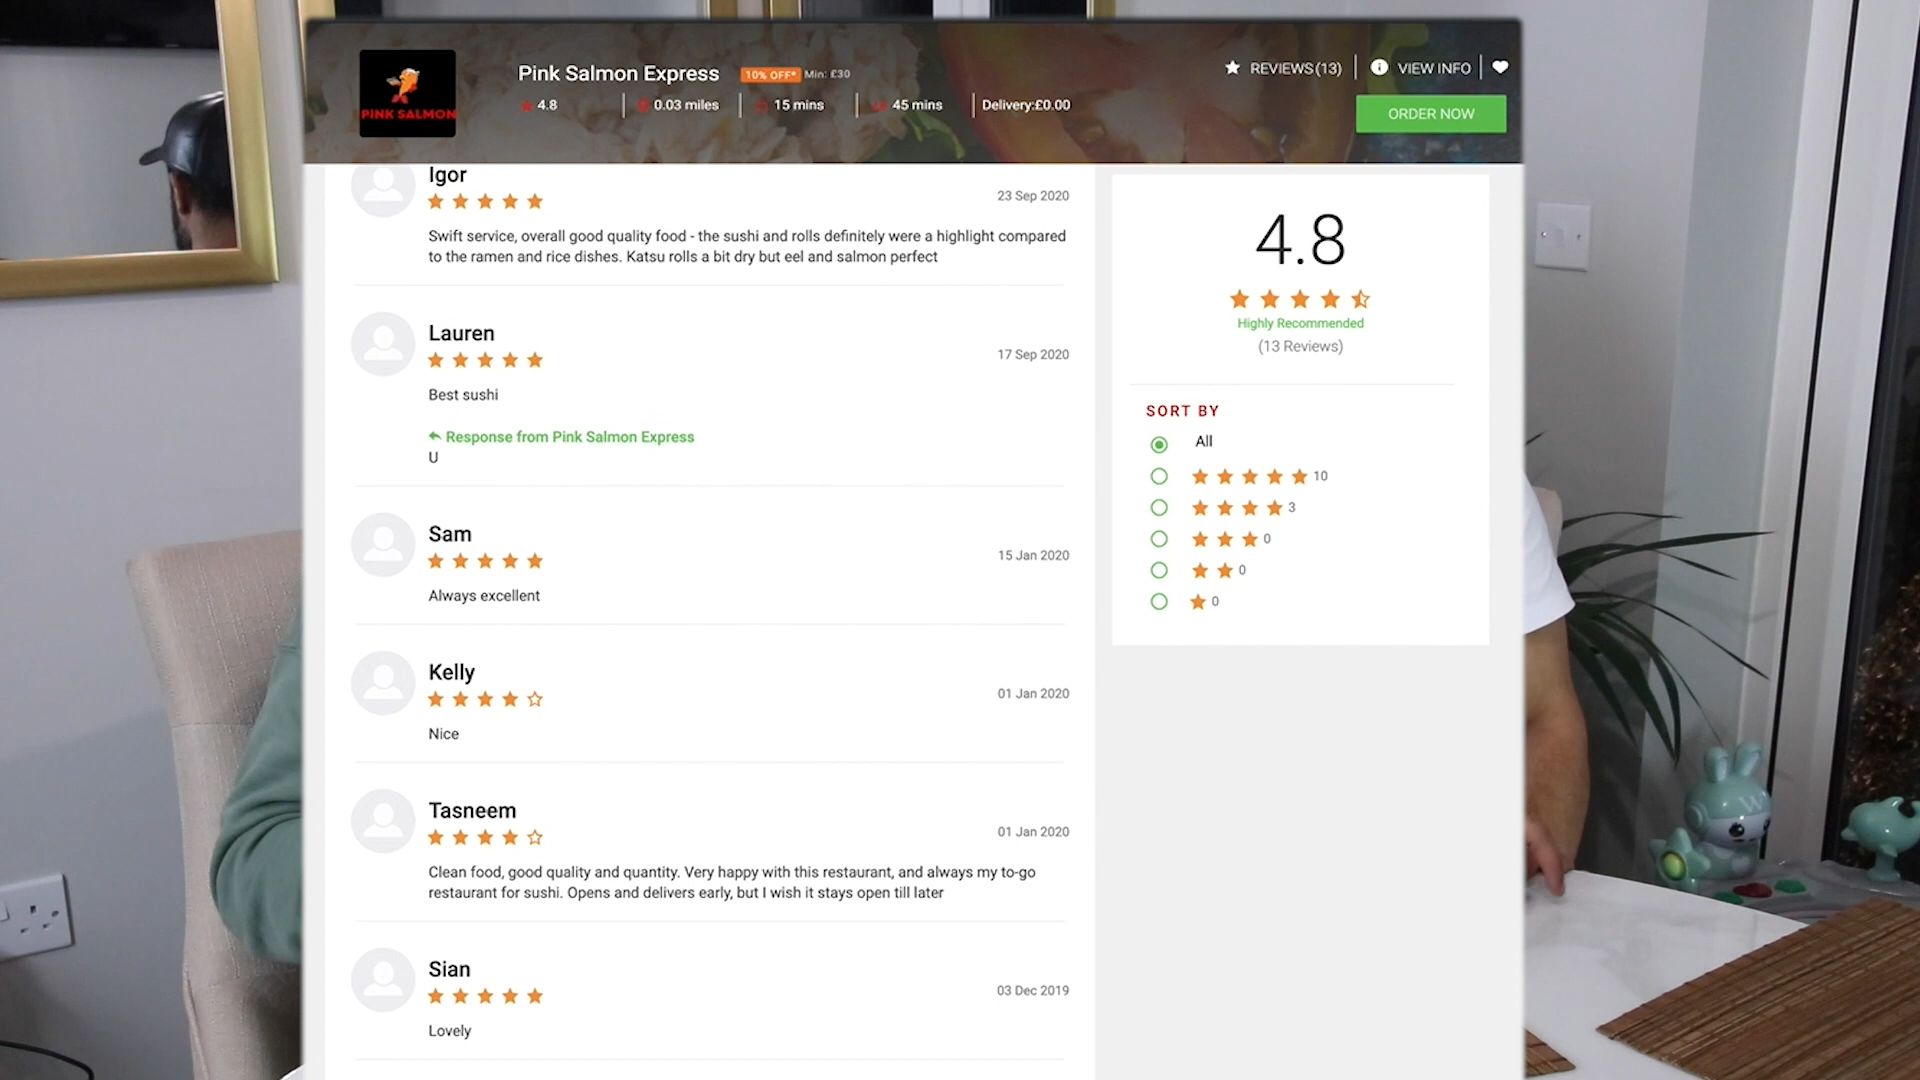 PINK SALMON
Pink Salmon Express
10% OFF* Min: £30
4.8
0.03 miles
15 mins
45 mins
Delivery:£0.00
REVIEWS(13)
VIEW INFO
ORDER NOW
Igor
23 Sep 2020
Swift service, overall good quality food - the sushi and rolls definitely were a highlight compared
to the ramen and rice dishes. Katsu rolls a bit dry but eel and salmon perfect
Lauren
17 Sep 2020
Best sushi
Response from Pink Salmon Express
U
Sam
15 Jan 2020
Always excellent
Kelly
01 Jan 2020
Nice
Tasneem
01 Jan 2020
Clean food, good quality and quantity. Very happy with this restaurant, and always my to-go
restaurant for sushi. Opens and delivers early, but I wish it stays open till later
Sian
03 Dec 2019
Lovely
4.8
Highly Recommended
(13 Reviews)
SORT BY
All
10
3
0
0
0
W